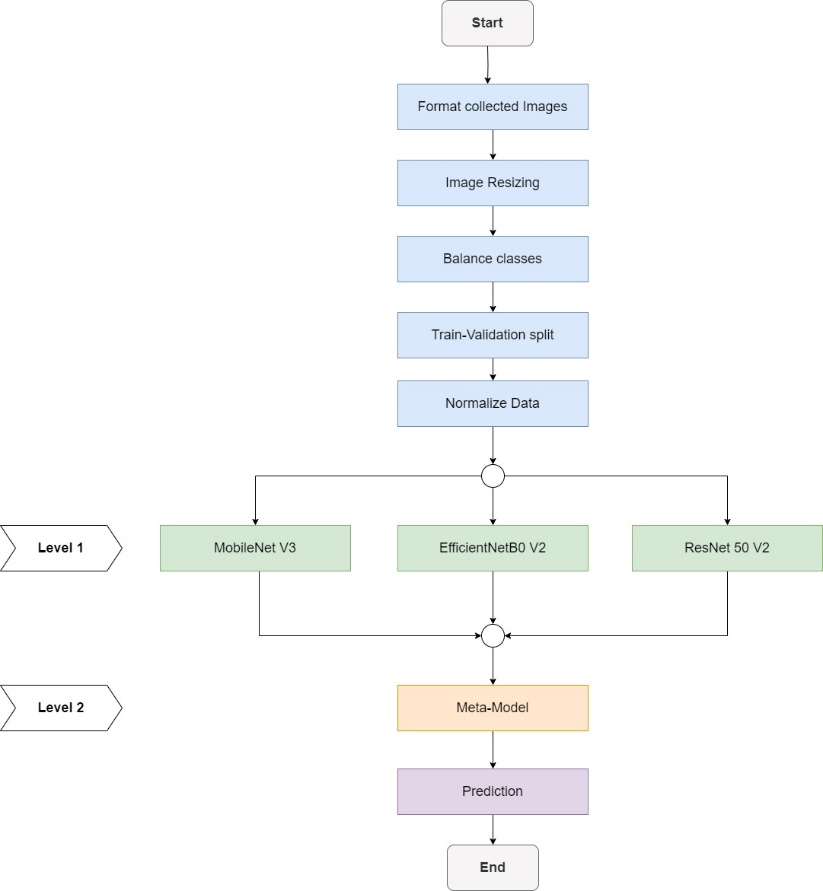 Start
Format collected Images
Image Resizing
Balance classes
Train-Validation split
Normalize Data
Level 1
MobileNet V3
EfficientNetB0 V2
ResNet 50 V2
Level 2
Meta-Model
Prediction
End